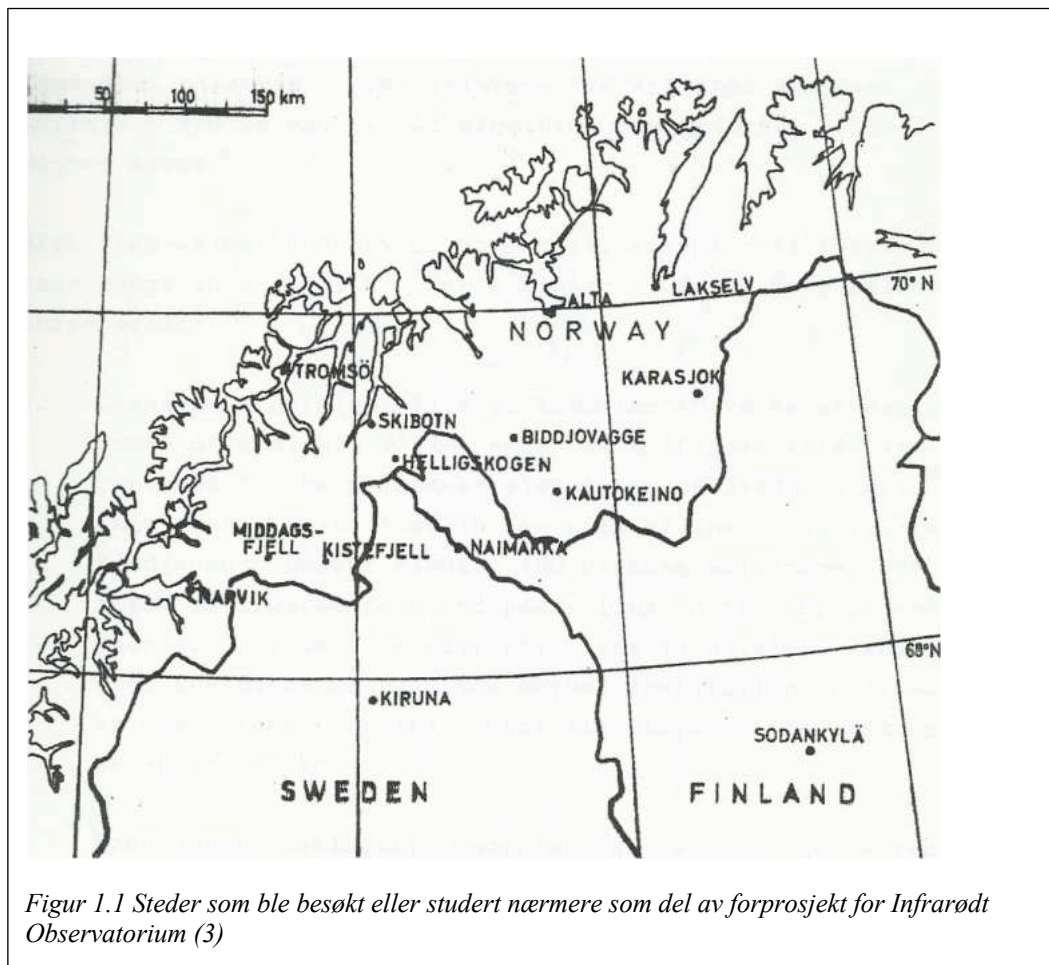 50 100 150 km
70°N
LAKSELV
ALTA
NORWAY
TROMSÖ
KARASJOK
SKIBOTN
BIDDJOVAGGE
HELLIGSKOGEN
KAUTOKEINO
MIDDAGS-
FJELL
KISTEFJELL
NAIMAKKA
NARVIK
68°N
KIRUNA
SODANKYLÄ
SWEDEN
FINLAND
Figur 1.1 Steder som ble besøkt eller studert nærmere som del av forprosjekt for Infrarødt
Observatorium (3)